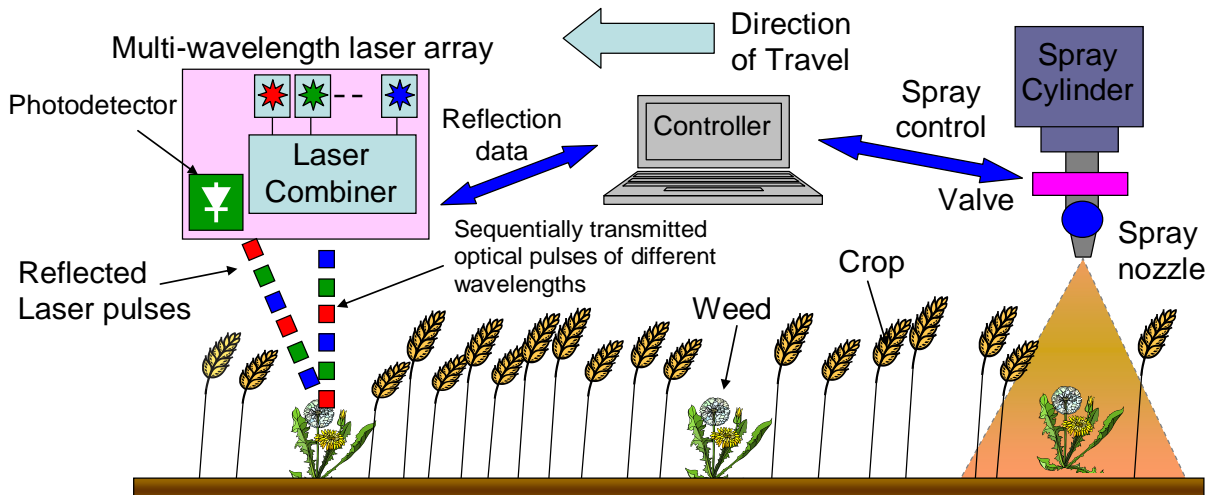 Multi-wavelength laser array
Direction
of Travel
Spray
Cylinder
Photodetector
Laser
Combiner
Reflection
data
Controller
Spray
control
Valve
Reflected
Laser pulses
Sequentially transmitted
optical pulses of different
wavelengths
Crop
Weed
Spray
nozzle